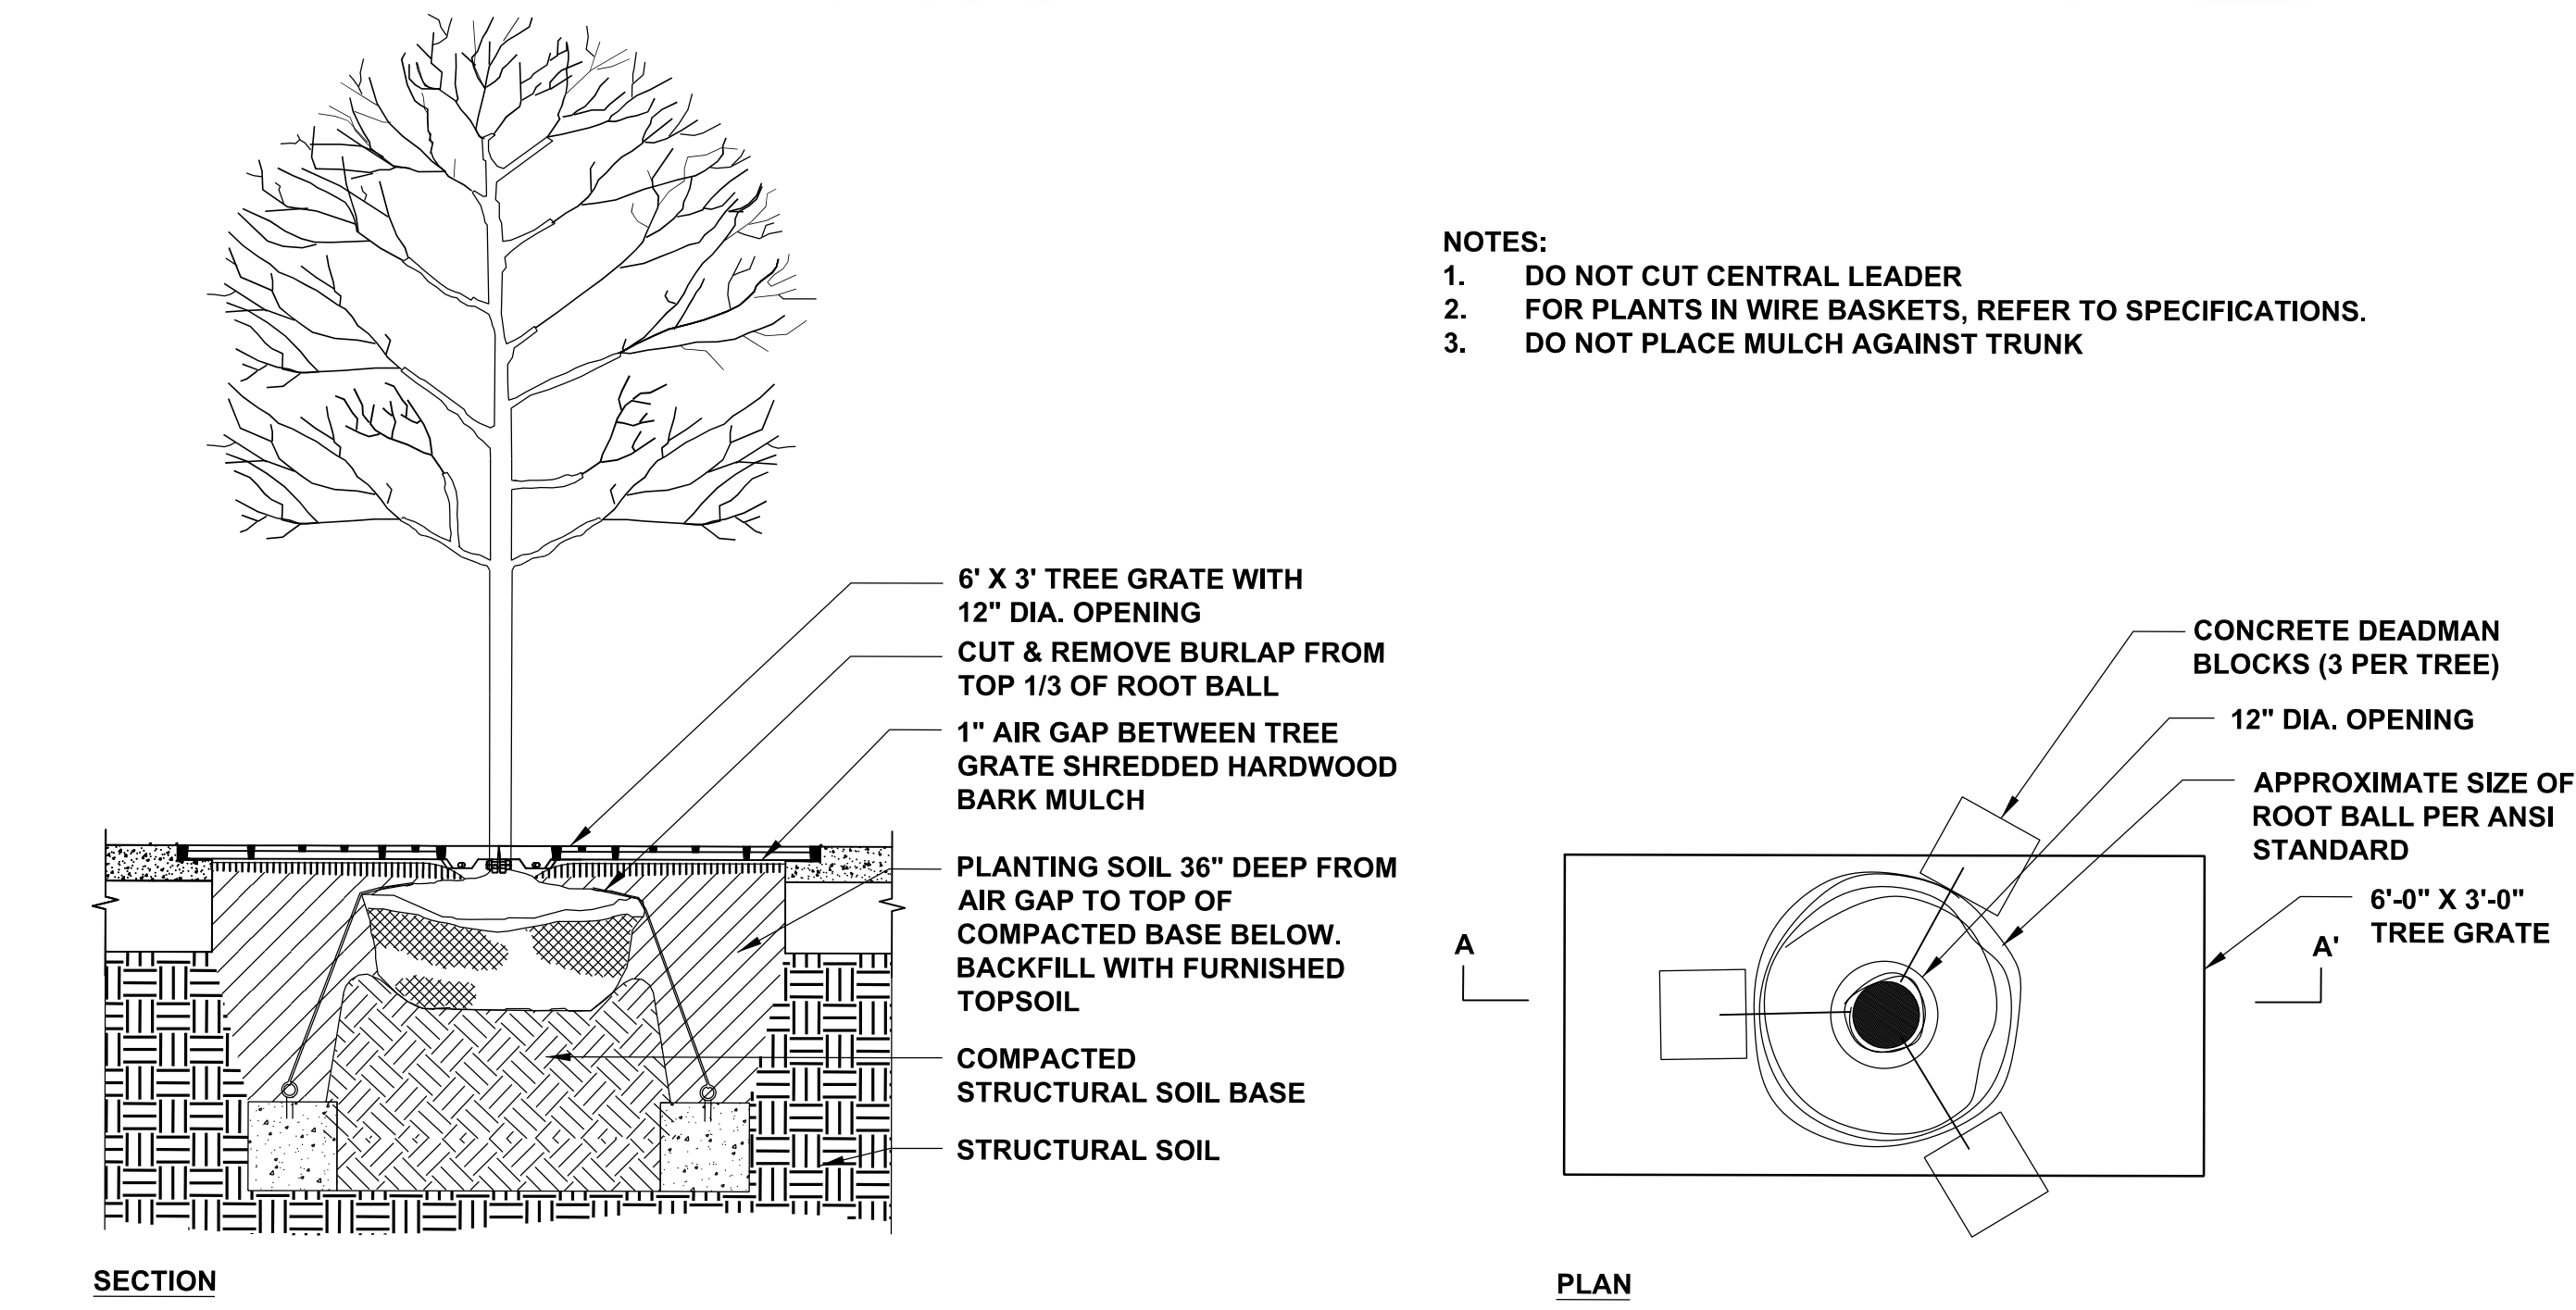 NOTES:
1. DO NOT CUT CENTRAL LEADER
2. FOR PLANTS IN WIRE BASKETS, REFER TO SPECIFICATIONS.
3. DO NOT PLACE MULCH AGAINST TRUNK
6' X 3' TREE GRATE WITH
12" DIA. OPENING
CUT & REMOVE BURLAP FROM
TOP 1/3 OF ROOT BALL
1" AIR GAP BETWEEN TREE
GRATE SHREDDED HARDWOOD
BARK MULCH
PLANTING SOIL 36" DEEP FROM
AIR GAP TO TOP OF
COMPACTED BASE BELOW.
BACKFILL WITH FURNISHED
TOPSOIL
COMPACTED
STRUCTURAL SOIL BASE
STRUCTURAL SOIL
SECTION
CONCRETE DEADMAN
BLOCKS (3 PER TREE)
12" DIA. OPENING
APPROXIMATE SIZE OF
ROOT BALL PER ANSI
STANDARD
6'-0" X 3'-0"
TREE GRATE
A
A'
PLAN